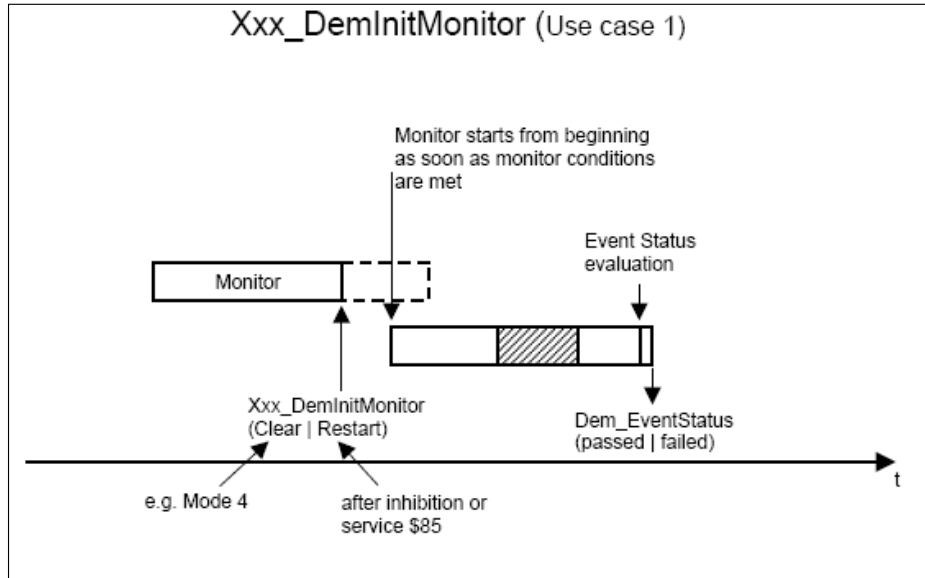 Xxx_DemInitMonitor (Use case 1)
Monitor starts from beginning
as soon as monitor conditions
are met
Event Status
evaluation
Monitor
Xxx_DemInitMonitor
(Clear | Restart)
Dem_EventStatus
(passed | failed)
t
e.g. Mode 4
after inhibition or
service $85